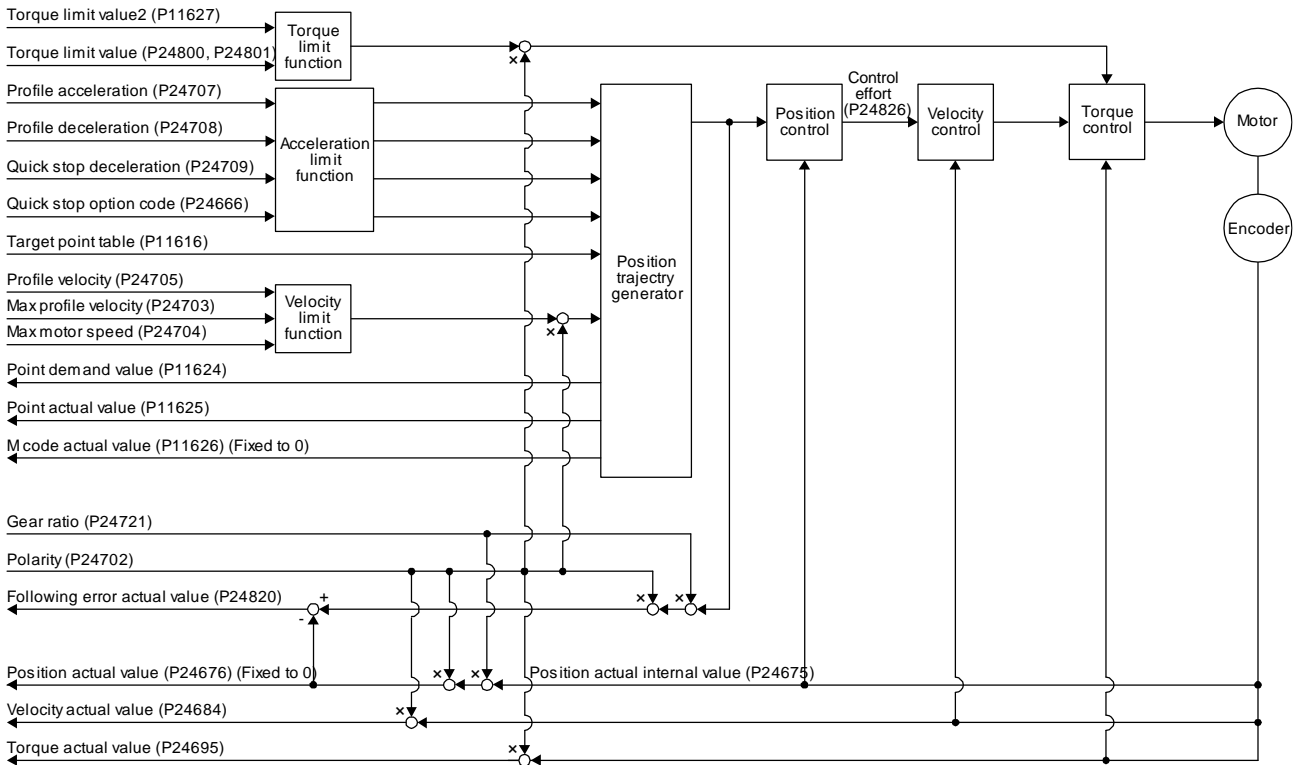 Torque limit value2 (P11627)
Torque limit value (P24800, P24801)
Torque
limit
function
×
Profile acceleration (P24707)
Profile deceleration (P24708)
Quick stop deceleration (P24709)
Quick stop option code (P24666)
Acceleration
limit
function
Target point table (P11616)
Profile velocity (P24705)
Max profile velocity (P24703)
Max motor speed (P24704)
Velocity
limit
function
×
Position
trajectry
generator
Position
control
Control
effort
(P24826)
Velocity
control
Torque
control
Motor
Encoder
Point demand value (P11624)
Point actual value (P11625)
M code actual value (P11626) (Fixed to 0)
Gear ratio (P24721)
Polarity (P24702)
Following error actual value (P24820)
+
-
×
×
Position actual value (P24676) (Fixed to 0)
×
×
Position actual internal value (P24675)
Velocity actual value (P24684)
×
Torque actual value (P24695)
×